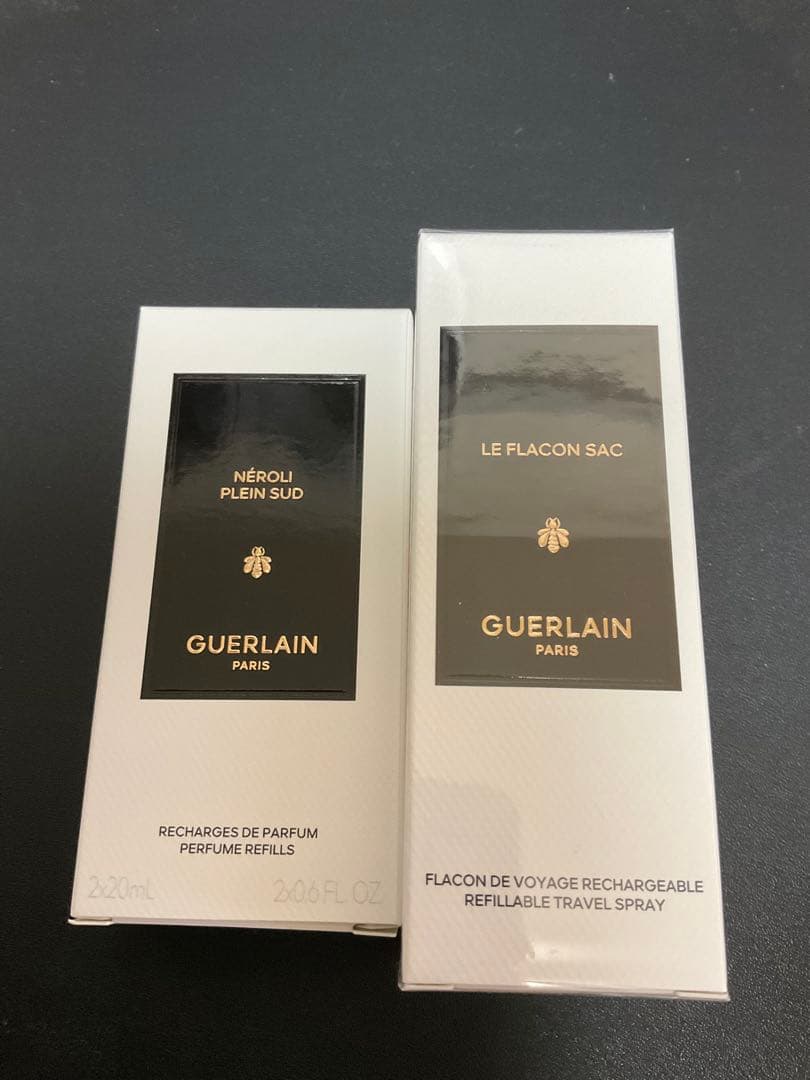 NÉROLI
PLEIN SUD
GUERLAIN
PARIS
RECHARGES DE PARFUM
PERFUME REFILLS
2x20mL 2x0.6 FL OZ
LE FLACON SAC
GUERLAIN
PARIS
FLACON DE VOYAGE RECHARGEABLE
REFILLABLE TRAVEL SPRAY